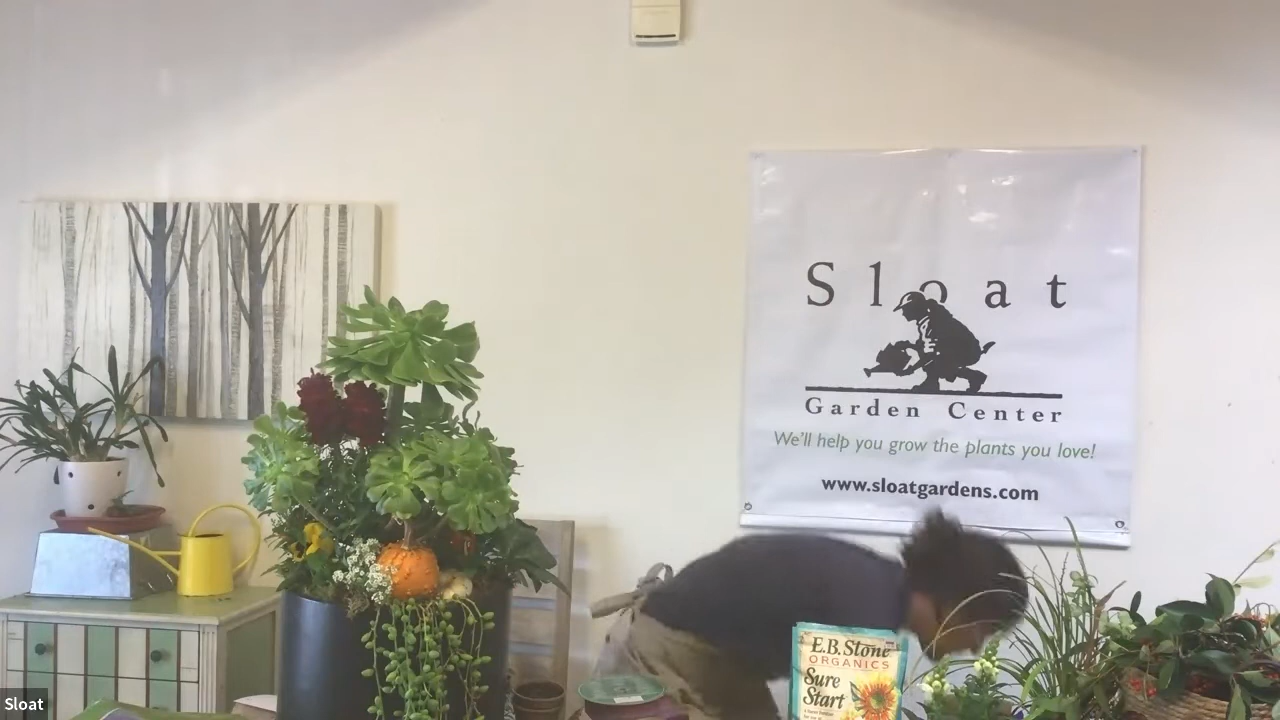 Sloat
Garden Center
We'll help you grow the plants you love!
www.sloatgardens.com
E.B. Stone
ORGANICS
Sure
Start
Sloat